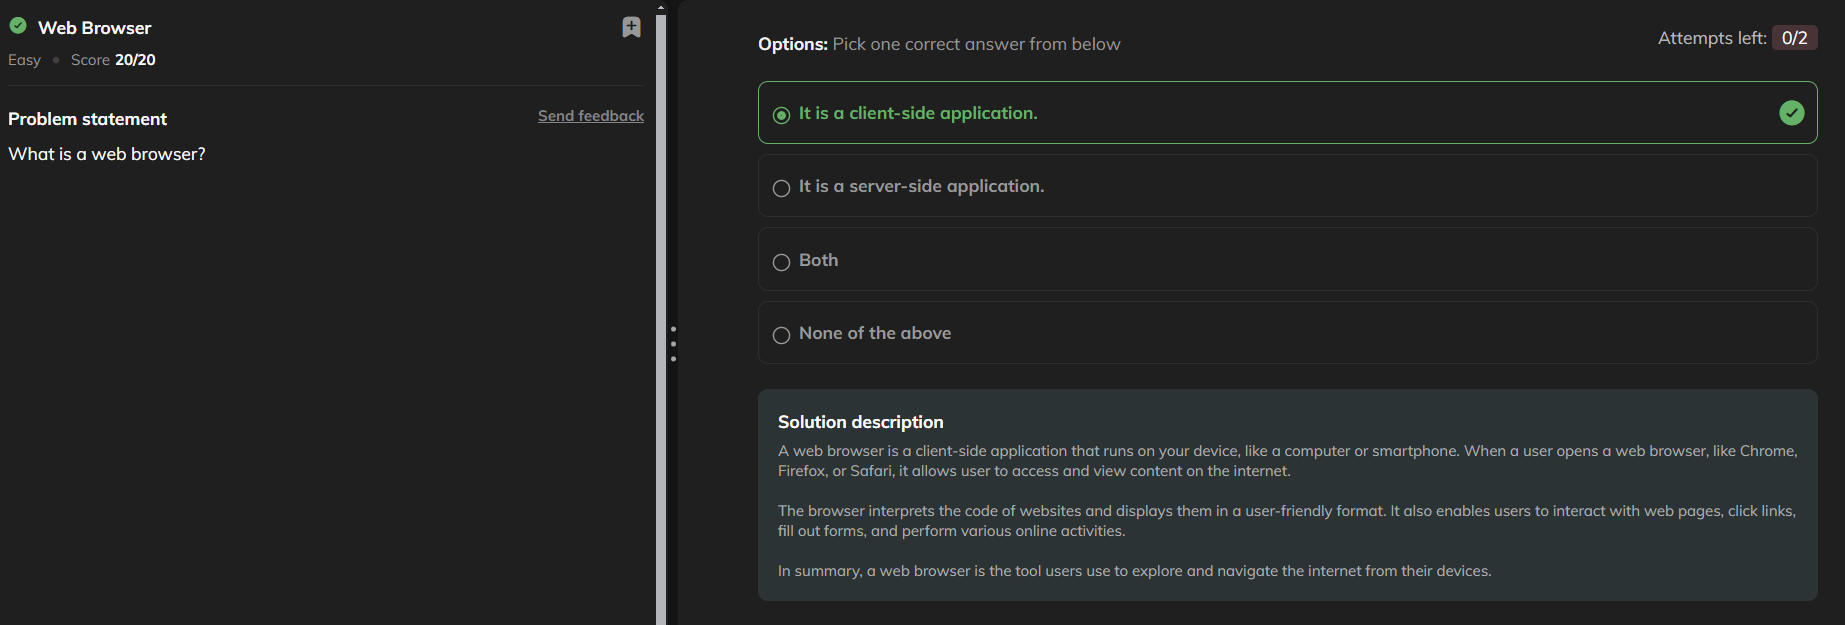 Web Browser
Easy • Score 20/20
Problem statement
Send feedback
What is a web browser?
Options: Pick one correct answer from below
Attempts left: 0/2
It is a client-side application.
It is a server-side application.
Both
None of the above
Solution description
A web browser is a client-side application that runs on your device, like a computer or smartphone. When a user opens a web browser, like Chrome,
Firefox, or Safari, it allows user to access and view content on the internet.
The browser interprets the code of websites and displays them in a user-friendly format. It also enables users to interact with web pages, click links,
fill out forms, and perform various online activities.
In summary, a web browser is the tool users use to explore and navigate the internet from their devices.